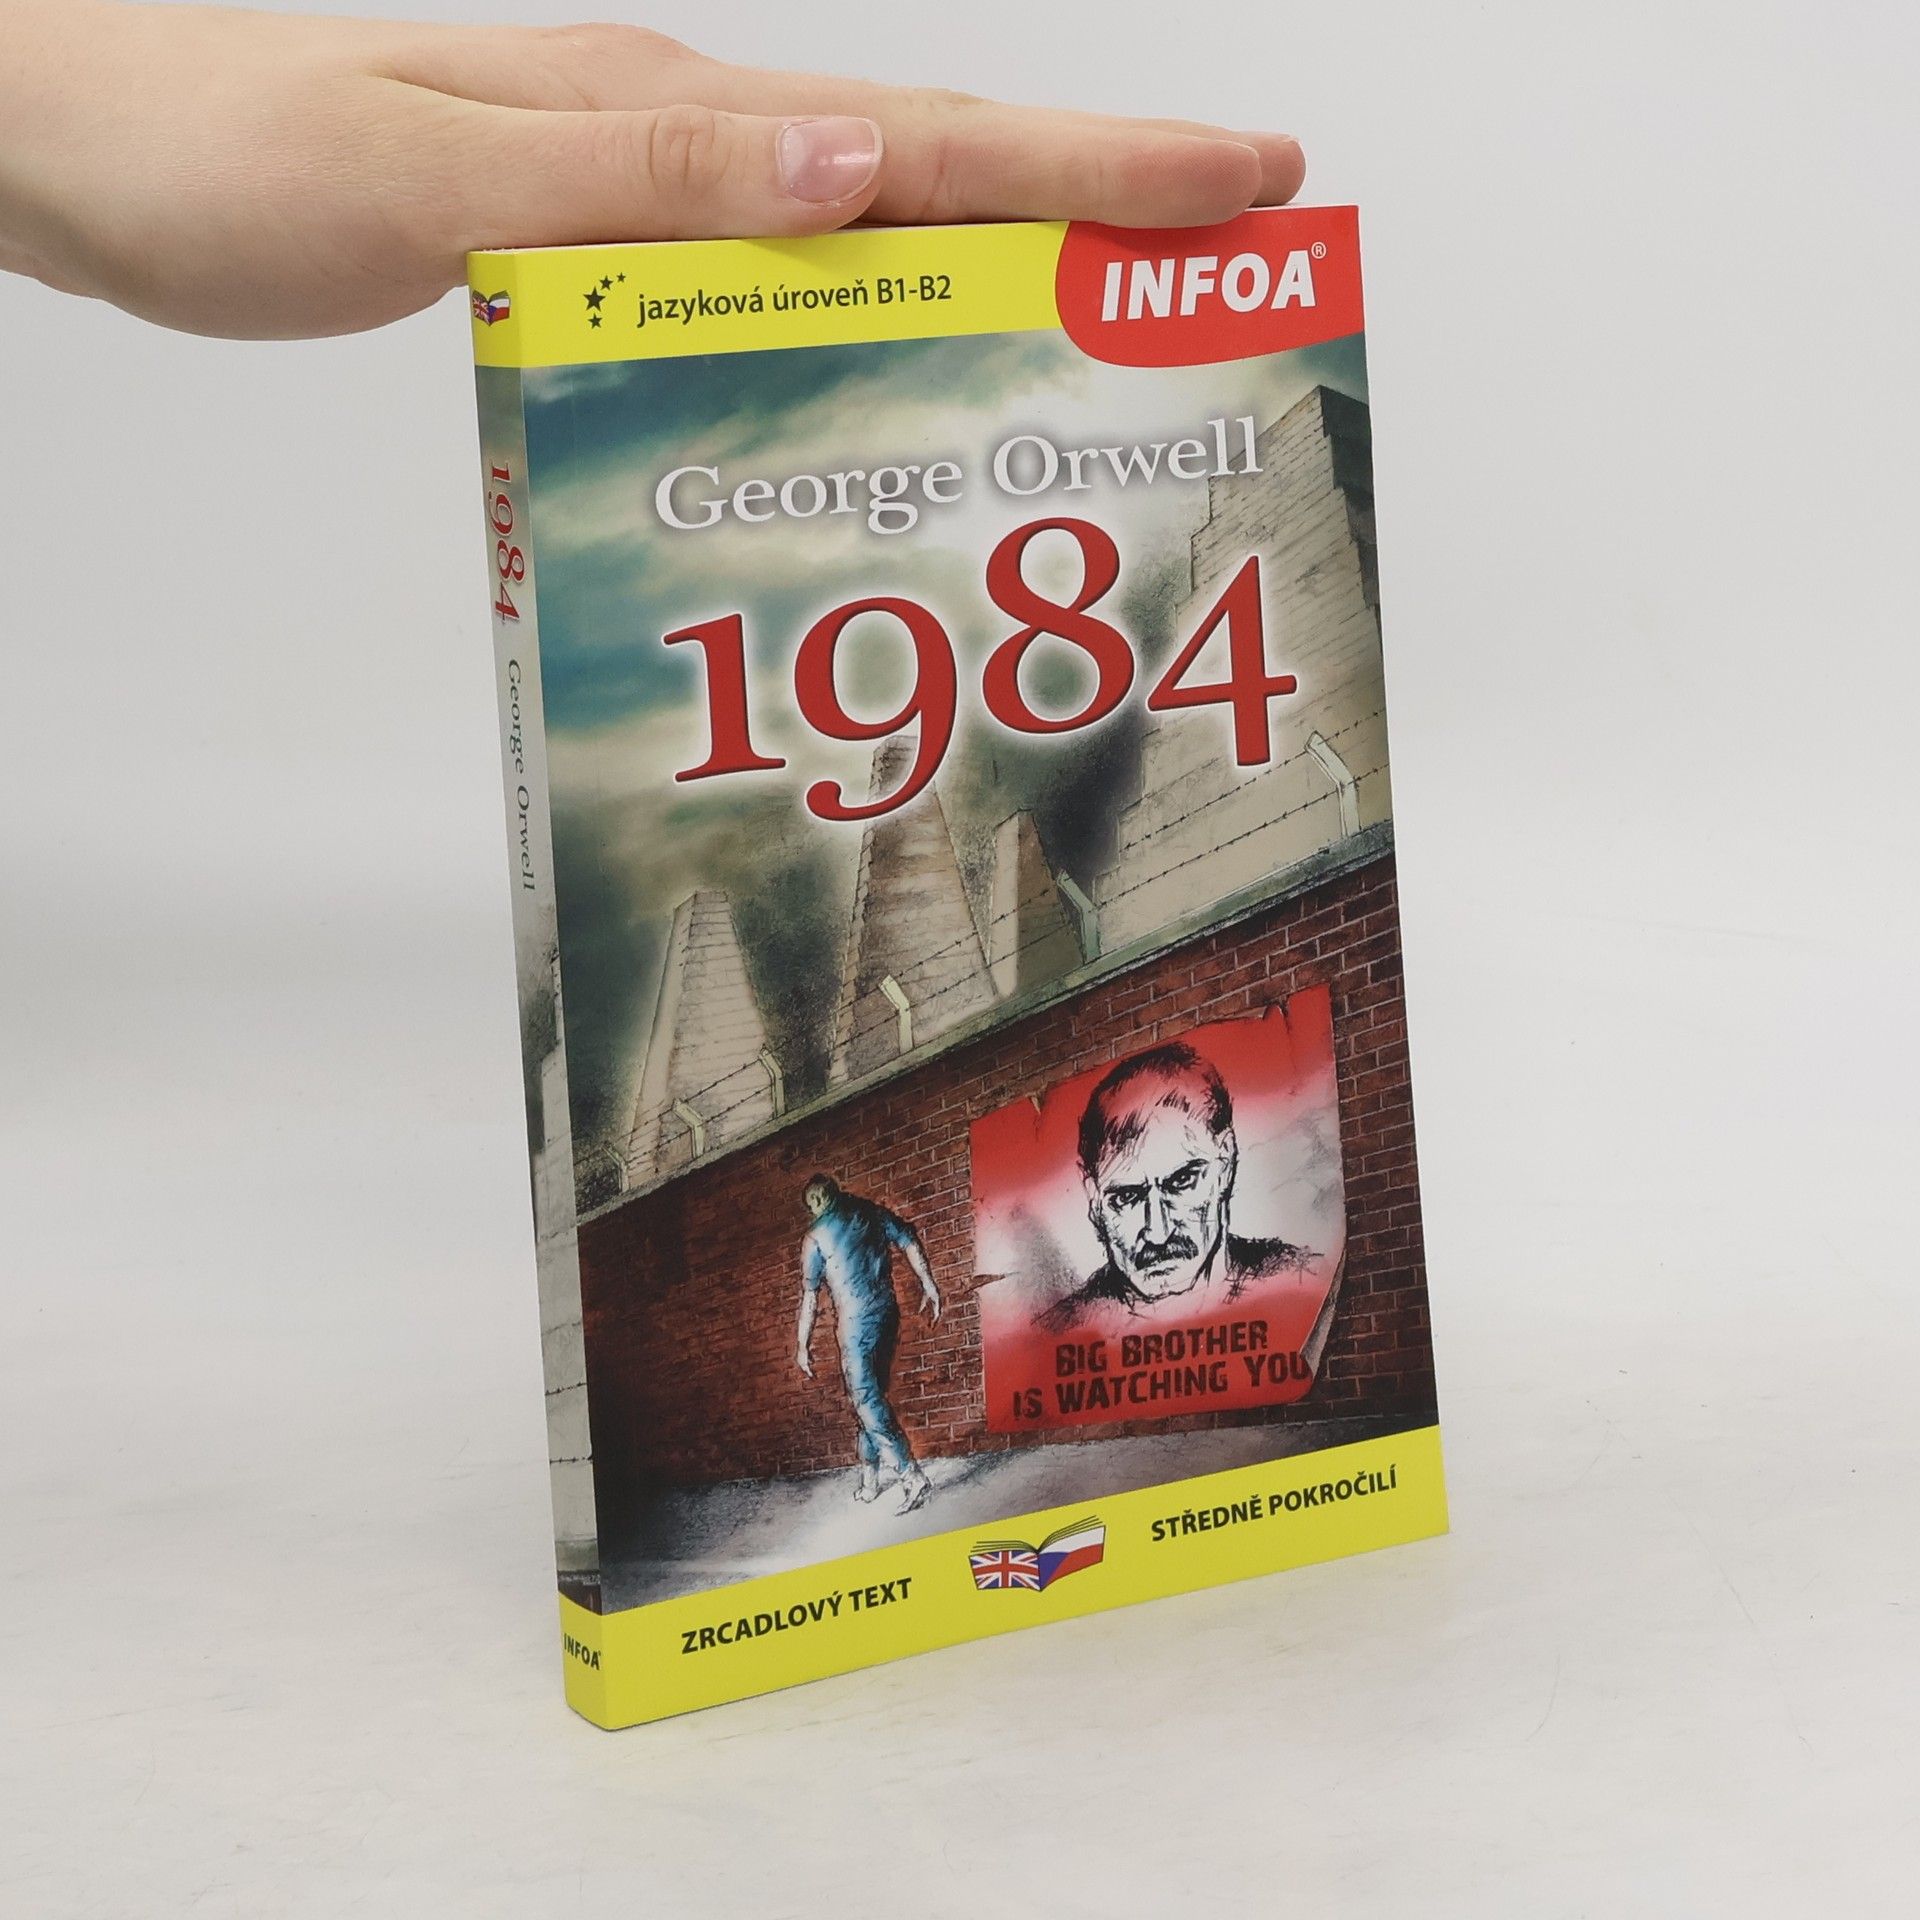 jazyková úroveň B1-B2
INFOA®
George Orwell
1984
BIG BROTHER
IS WATCHING YOU
ZRCADLOVÝ TEXT
STŘEDNĚ POKROČILÍ
1984 George Orwell
INFOA